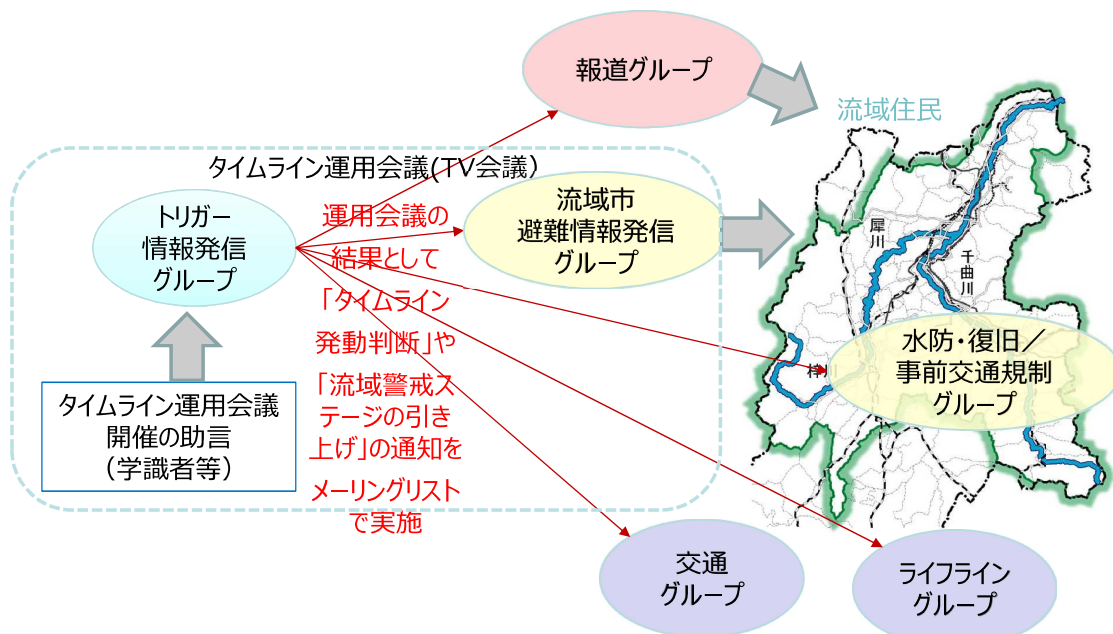 報道グループ
流域住民
タイムライン運用会議(TV会議）
トリガー
情報発信
グループ
運用会議の
結果として
「タイムライン
発動判断」や
「流域警戒ス
テージの引き
上げ」の通知を
メーリングリスト
で実施
流域市
避難情報発信
グループ
犀川
千曲川
水防・復旧／
事前交通規制
グループ
タイムライン運用会議
開催の助言
（学識者等）
交通
グループ
ライフライン
グループ